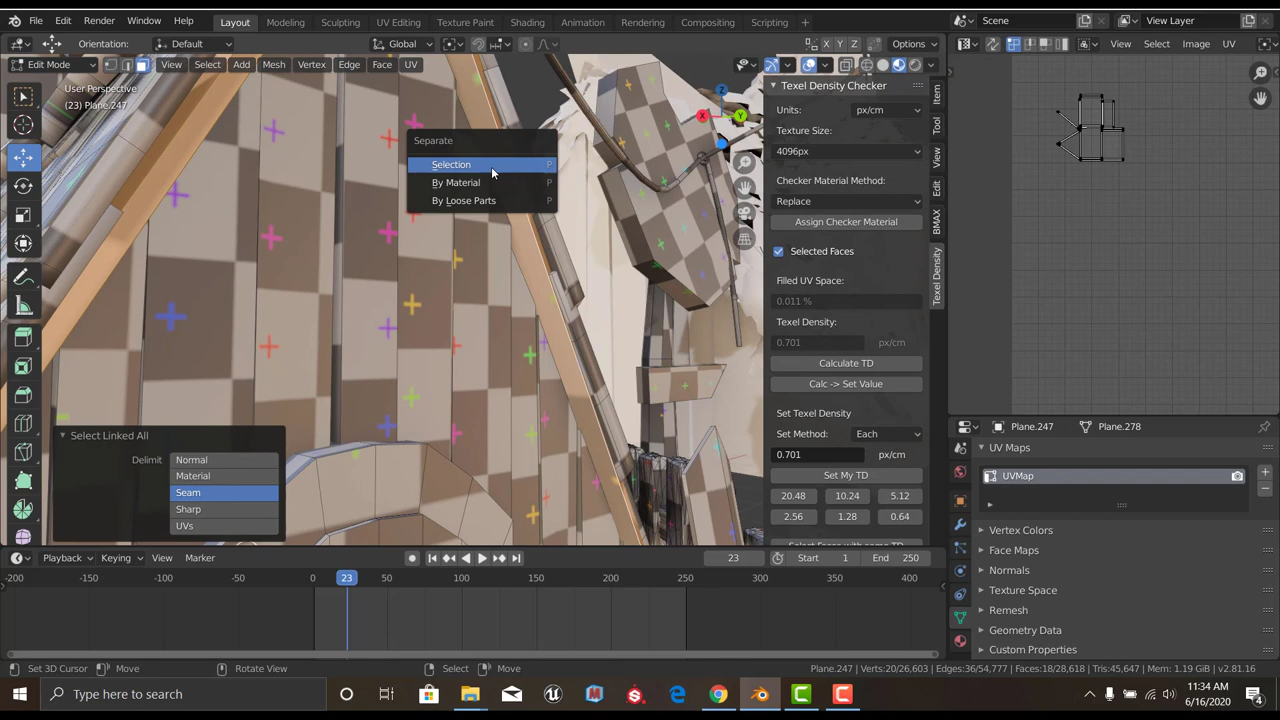 File Edit Render Window Help Layout Modeling Sculpting UV Editing Texture Paint Shading Animation Rendering Compositing Scripting + Scene View Layer
Orientation: Default Global X Y Z Options View Select Image UV
Edit Mode View Select Add Mesh Vertex Edge Face UV
User Perspective
(23) Plane.247
Separate
Selection P
By Material P
By Loose Parts P
Z
X Y
Texel Density Checker
Units: px/cm
Texture Size:
4096px
Checker Material Method:
Replace
Assign Checker Material
Selected Faces
Filled UV Space:
0.011 %
Texel Density:
0.701 px/cm
Calculate TD
Calc -> Set Value
Set Texel Density
Set Method: Each
0.701 px/cm
Set My TD
20.48 10.24 5.12
2.56 1.28 0.64
Select Faces with same TD
Item
Tool
View
Edit
BMAX
Texel Density
Select Linked All
Delimit Normal
Material
Seam
Sharp
UVs
Plane.247 Plane.278
UV Maps
UVMap
Vertex Colors
Face Maps
Normals
Texture Space
Remesh
Geometry Data
Custom Properties
Playback Keying View Marker 23 Start 1 End 250
-200 -150 -100 -50 0 23 50 100 150 200 250 300 350 400
Set 3D Cursor Move Rotate View Select Move Plane.247 | Verts:20/26,603 | Edges:36/54,777 | Faces:18/28,618 | Tris:45,647 | Mem: 1.19 GiB | v2.81.16
Type here to search
11:34 AM
6/16/2020
4